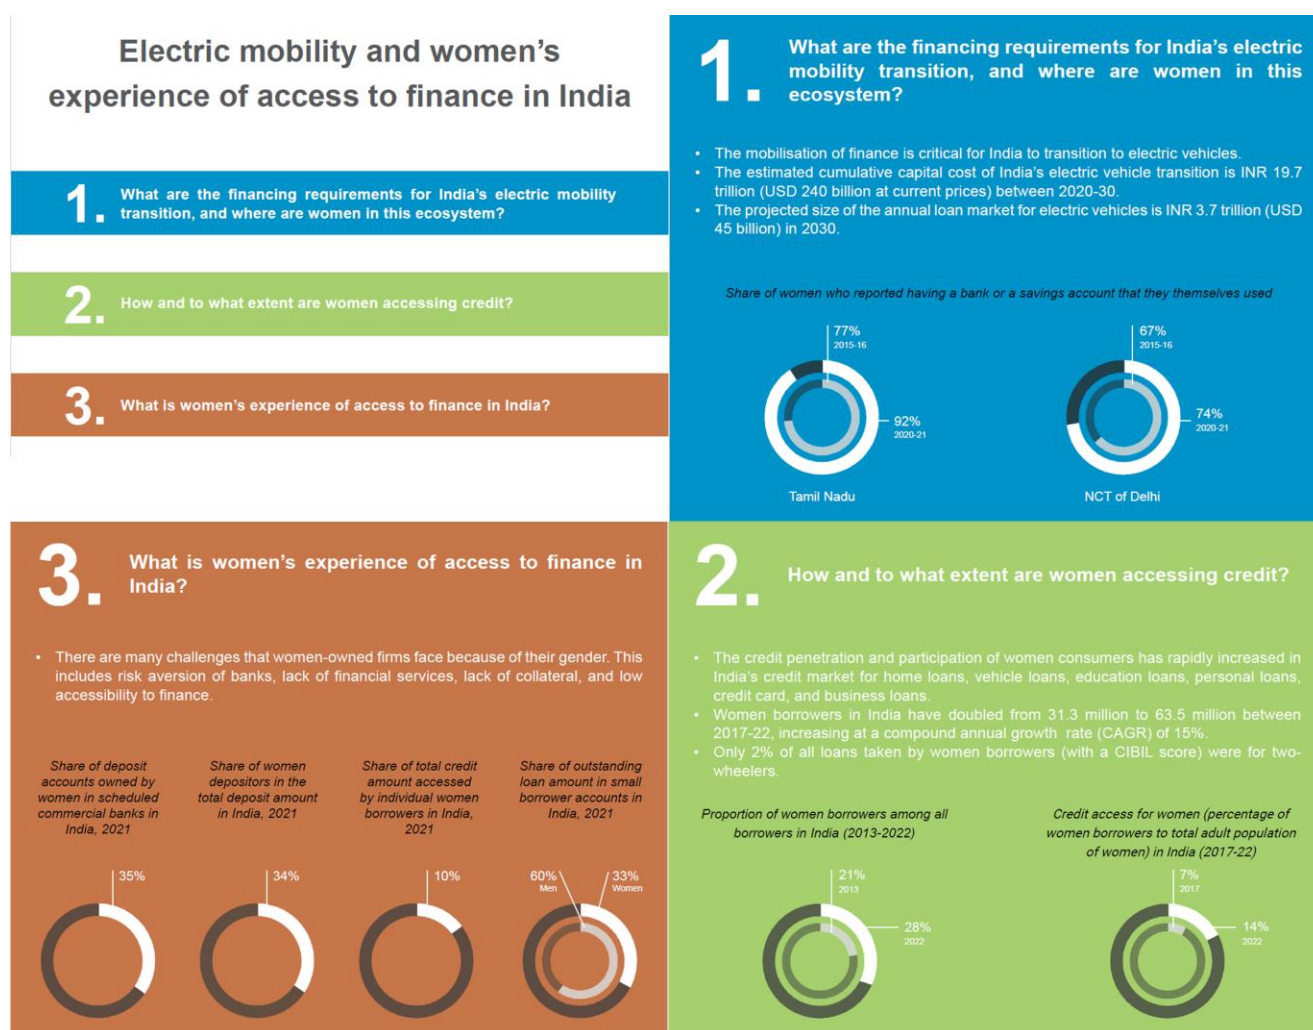 Electric mobility and women’s
experience of access to finance in India
1.
What are the financing requirements for India’s electric mobility
transition, and where are women in this ecosystem?
2.
How and to what extent are women accessing credit?
3.
What is women’s experience of access to finance in India?
1.
What are the financing requirements for India’s electric
mobility transition, and where are women in this
ecosystem?
• The mobilisation of finance is critical for India to transition to electric vehicles.
• The estimated cumulative capital cost of India’s electric vehicle transition is INR 19.7
trillion (USD 240 billion at current prices) between 2020-30.
• The projected size of the annual loan market for electric vehicles is INR 3.7 trillion (USD
45 billion) in 2030.
Share of women who reported having a bank or a savings account that they themselves used
77%
2015-16
92%
2020-21
Tamil Nadu
67%
2015-16
74%
2020-21
NCT of Delhi
3.
What is women’s experience of access to finance in
India?
• There are many challenges that women-owned firms face because of their gender. This
includes risk aversion of banks, lack of financial services, lack of collateral, and low
accessibility to finance.
Share of deposit
accounts owned by
women in scheduled
commercial banks in
India, 2021
35%
Share of women
depositors in the
total deposit amount
in India, 2021
34%
Share of total credit
amount accessed
by individual women
borrowers in India,
2021
10%
Share of outstanding
loan amount in small
borrower accounts in
India, 2021
60%
Men
33%
Women
2.
How and to what extent are women accessing credit?
• The credit penetration and participation of women consumers has rapidly increased in
India’s credit market for home loans, vehicle loans, education loans, personal loans,
credit card, and business loans.
• Women borrowers in India have doubled from 31.3 million to 63.5 million between
2017-22, increasing at a compound annual growth rate (CAGR) of 15%.
• Only 2% of all loans taken by women borrowers (with a CIBIL score) were for two-
wheelers.
Proportion of women borrowers among all
borrowers in India (2013-2022)
21%
2013
28%
2022
Credit access for women (percentage of
women borrowers to total adult population
of women) in India (2017-22)
7%
2017
14%
2022